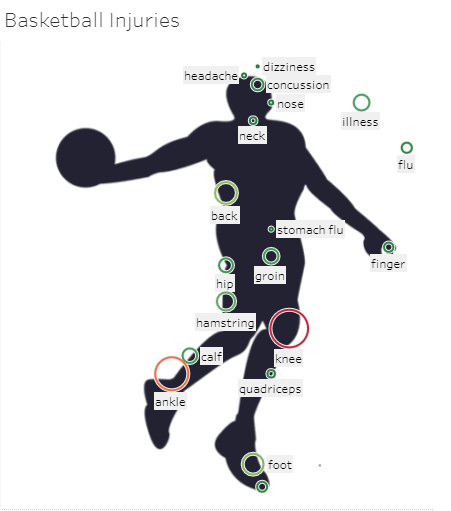 Basketball Injuries
dizziness
headache
concussion
nose
illness
neck
flu
back
stomach flu
finger
groin
hip
hamstring
calf
knee
quadriceps
ankle
foot